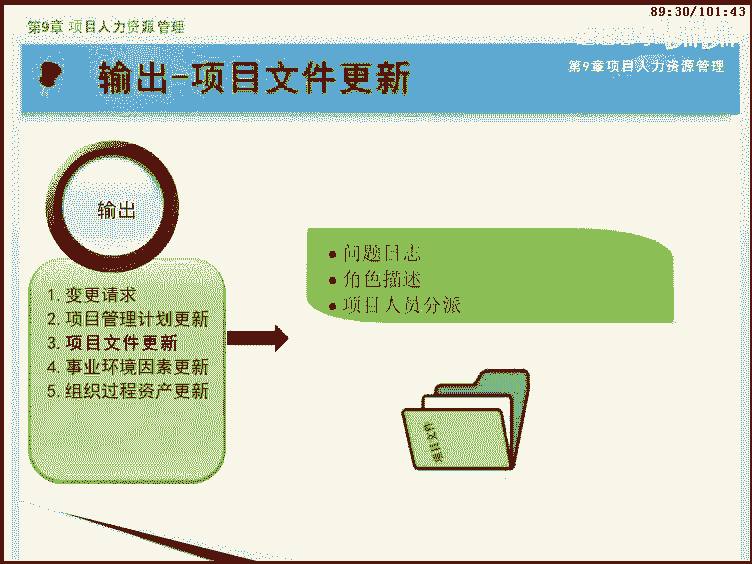 89:30/101:43
第9章 项目人力资源管理
输出-项目文件更新
第9章项目人力资源管理
输出
1. 变更请求
2. 项目管理计划更新
3. 项目文件更新
4. 事业环境因素更新
5. 组织过程资产更新
• 问题日志
• 角色描述
• 项目人员分派
项目文件